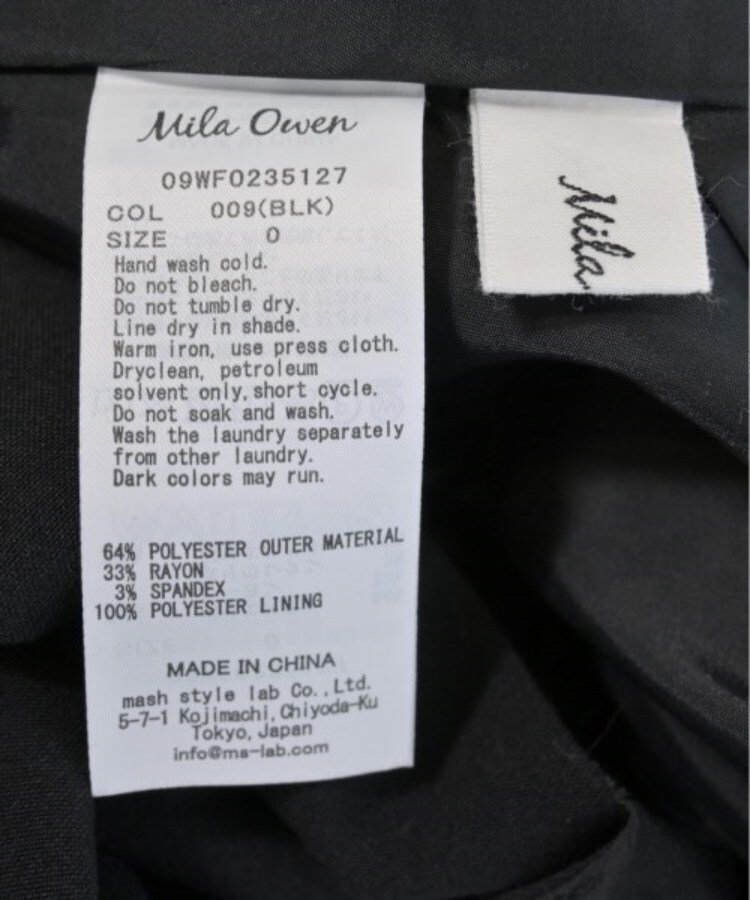 Mila Owen
09WF0235127
COL 009(BLK)
SIZE 0
Hand wash cold.
Do not bleach.
Do not tumble dry.
Line dry in shade.
Warm iron, use press cloth.
Dryclean, petroleum
solvent only, short cycle.
Do not soak and wash.
Wash the laundry separately
from other laundry.
Dark colors may run.
64% POLYESTER OUTER MATERIAL
33% RAYON
3% SPANDEX
100% POLYESTER LINING
MADE IN CHINA
mash style lab Co., Ltd.
5-7-1 Kojimachi, Chiyoda-Ku
Tokyo, Japan
info@ms-lab.com
Mila